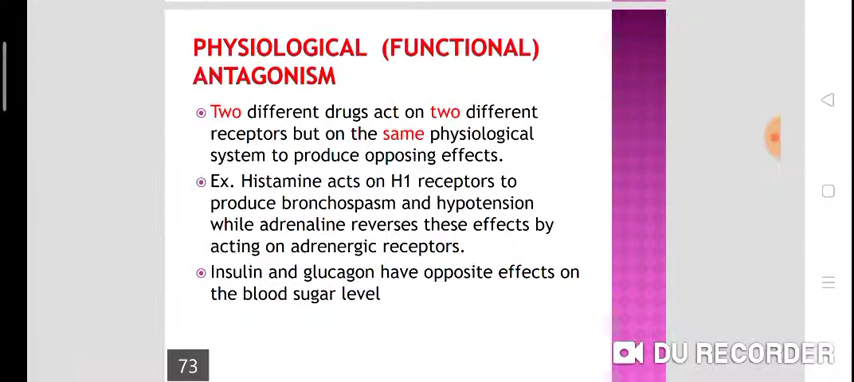 PHYSIOLOGICAL (FUNCTIONAL)
ANTAGONISM
Two different drugs act on two different
receptors but on the same physiological
system to produce opposing effects.
Ex. Histamine acts on H1 receptors to
produce bronchospasm and hypotension
while adrenaline reverses these effects by
acting on adrenergic receptors.
Insulin and glucagon have opposite effects on
the blood sugar level
73
DU RECORDER